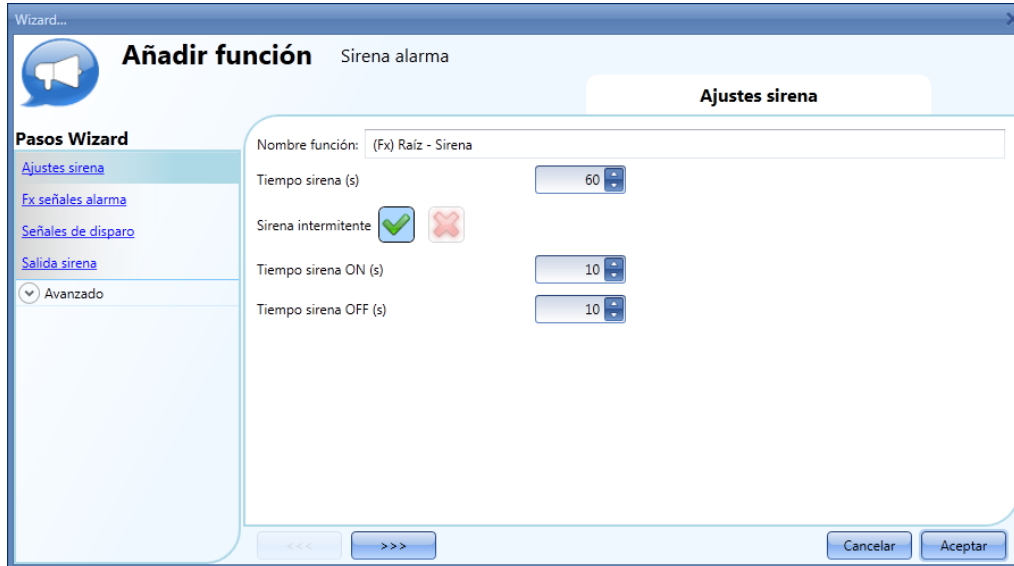 Wizard...
Añadir función Sirena alarma
Ajustes sirena
Pasos Wizard
Ajustes sirena
Fx señales alarma
Señales de disparo
Salida sirena
Avanzado
Nombre función: (Fx) Raíz - Sirena
Tiempo sirena (s) 60
Sirena intermitente
Tiempo sirena ON (s) 10
Tiempo sirena OFF (s) 10
<<< >>> Cancelar Aceptar